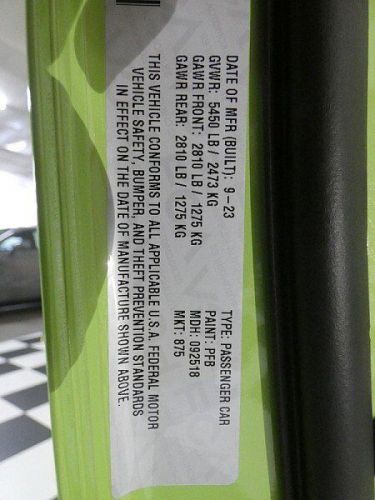 DATE OF MFR (BUILT): 9-23
GVWR: 5450 LB / 2473 KG
GAWR FRONT: 2810 LB / 1275 KG
GAWR REAR: 2810 LB / 1275 KG
TYPE: PASSENGER CAR
PAINT: PFB
MDH: 092518
MKT: 875
THIS VEHICLE CONFORMS TO ALL APPLICABLE U.S.A. FEDERAL MOTOR
VEHICLE SAFETY, BUMPER, AND THEFT PREVENTION STANDARDS
IN EFFECT ON THE DATE OF MANUFACTURE SHOWN ABOVE.